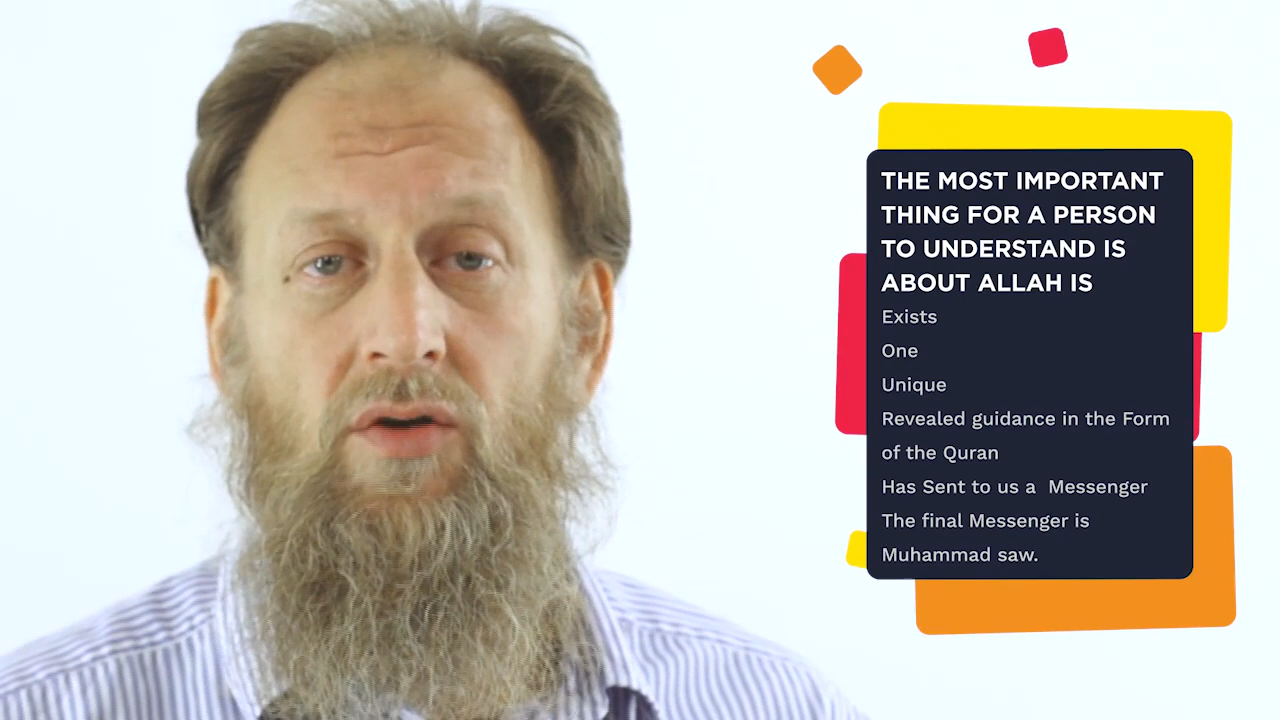 THE MOST IMPORTANT
THING FOR A PERSON
TO UNDERSTAND IS
ABOUT ALLAH IS
Exists
One
Unique
Revealed guidance in the Form
of the Quran
Has Sent to us a  Messenger
The final Messenger is
Muhammad saw.